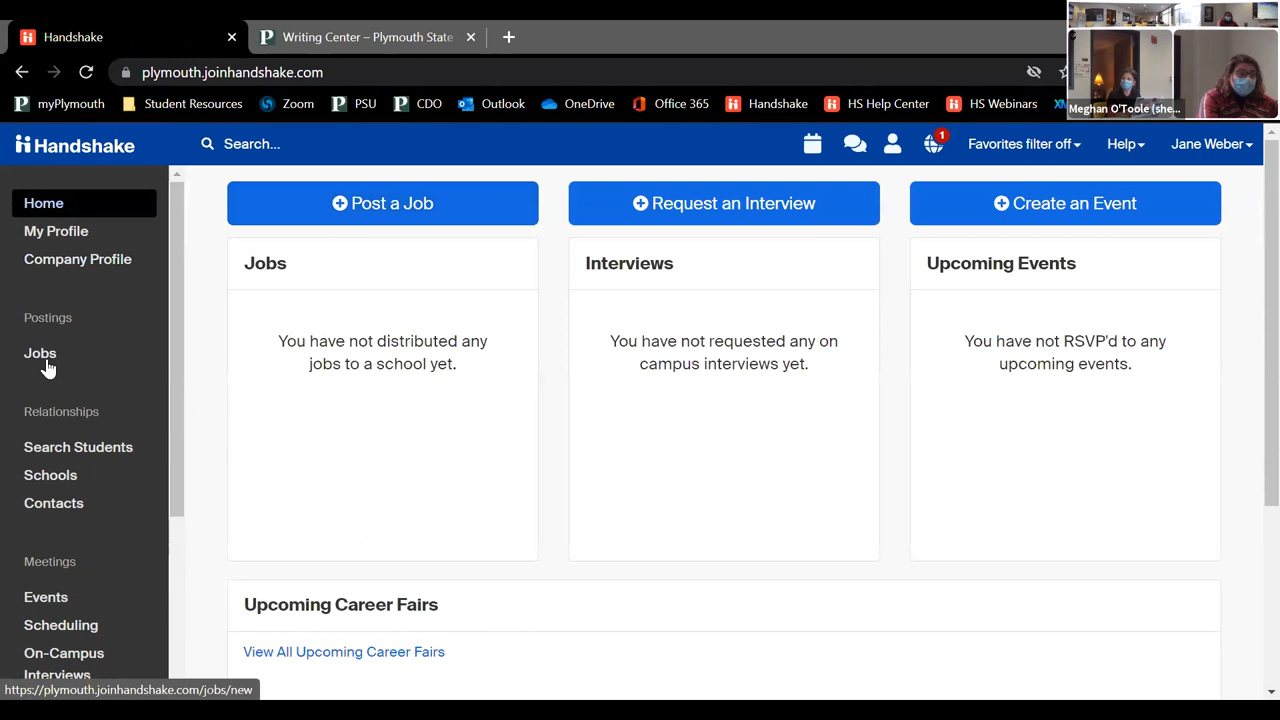 Handshake
Writing Center – Plymouth State
plymouth.joinhandshake.com
myPlymouth
Student Resources
Zoom
PSU
CDO
Outlook
OneDrive
Office 365
Handshake
HS Help Center
HS Webinars
Meghan O'Toole (she...
Handshake
Search...
1
Favorites filter off
Help
Jane Weber
Home
My Profile
Company Profile
Postings
Jobs
Relationships
Search Students
Schools
Contacts
Meetings
Events
Scheduling
On-Campus
Interviews
Post a Job
Request an Interview
Create an Event
Jobs
You have not distributed any
jobs to a school yet.
Interviews
You have not requested any on
campus interviews yet.
Upcoming Events
You have not RSVP'd to any
upcoming events.
Upcoming Career Fairs
View All Upcoming Career Fairs
https://plymouth.joinhandshake.com/jobs/new